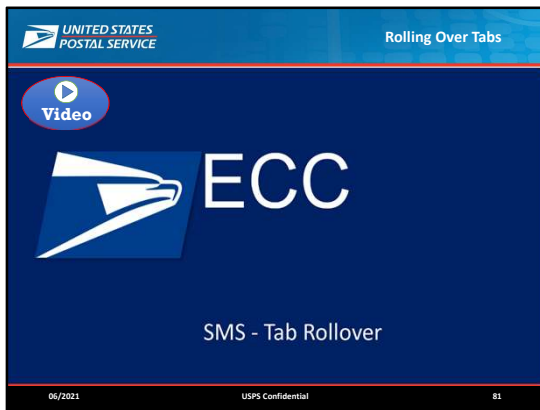 UNITED STATES
POSTAL SERVICE
Rolling Over Tabs
Video
ECC
SMS - Tab Rollover
06/2021 USPS Confidential 81